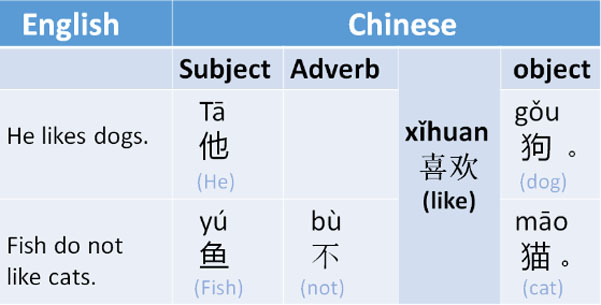 English Chinese
Subject Adverb object
He likes dogs.
Tā
他
(He)
xǐhuan
喜欢
(like)
gǒu
狗。
(dog)
Fish do not
like cats.
yú
鱼
(Fish)
bù
不
(not)
māo
猫。
(cat)